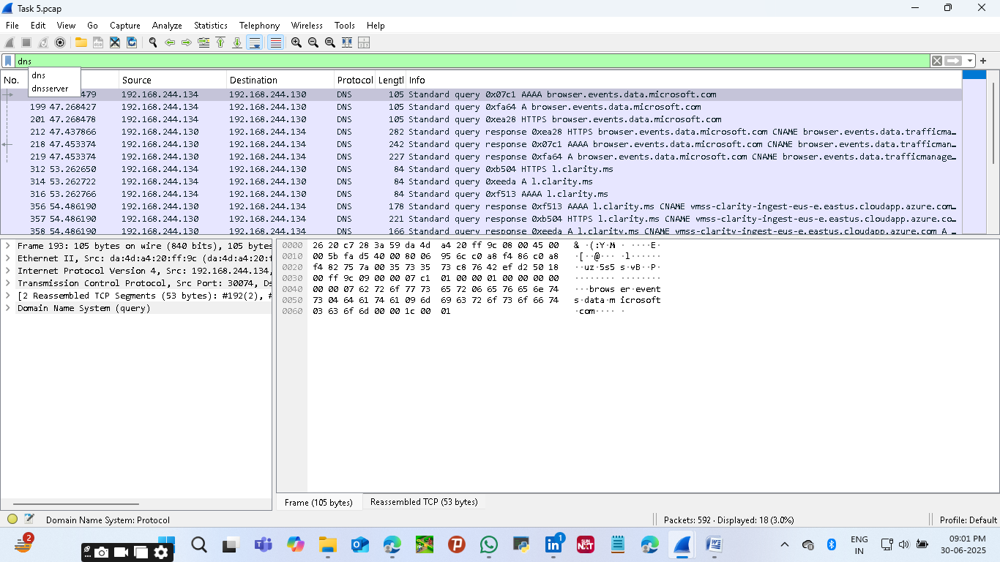 Task 5.pcap
File Edit View Go Capture Analyze Statistics Telephony Wireless Tools Help
dns
dns
dnsserver
No. Source Destination Protocol Lengtl Info
479 192.168.244.134 192.168.244.130 DNS 105 Standard query 0x07c1 AAAA browser.events.data.microsoft.com
199 47.268427 192.168.244.134 192.168.244.130 DNS 105 Standard query 0xfa64 A browser.events.data.microsoft.com
201 47.268478 192.168.244.134 192.168.244.130 DNS 105 Standard query 0xea28 HTTPS browser.events.data.microsoft.com
212 47.437866 192.168.244.130 192.168.244.134 DNS 282 Standard query response 0xea28 HTTPS browser.events.data.microsoft.com CNAME browser.events.data.trafficma…
218 47.453374 192.168.244.130 192.168.244.134 DNS 242 Standard query response 0x07c1 AAAA browser.events.data.microsoft.com CNAME browser.events.data.trafficman…
219 47.453374 192.168.244.130 192.168.244.134 DNS 227 Standard query response 0xfa64 A browser.events.data.microsoft.com CNAME browser.events.data.trafficmanage…
312 53.262650 192.168.244.134 192.168.244.130 DNS 84 Standard query 0xb504 HTTPS l.clarity.ms
314 53.262722 192.168.244.134 192.168.244.130 DNS 84 Standard query 0xeeda A l.clarity.ms
316 53.262766 192.168.244.134 192.168.244.130 DNS 84 Standard query 0xf513 AAAA l.clarity.ms
356 54.486190 192.168.244.130 192.168.244.134 DNS 178 Standard query response 0xf513 AAAA l.clarity.ms CNAME vmss-clarity-ingest-eus-e.eastus.cloudapp.azure.com…
357 54.486190 192.168.244.130 192.168.244.134 DNS 221 Standard query response 0xb504 HTTPS l.clarity.ms CNAME vmss-clarity-ingest-eus-e.eastus.cloudapp.azure.co…
358 54.486190 192.168.244.130 192.168.244.134 DNS 166 Standard query response 0xeeda A l.clarity.ms CNAME vmss-clarity-ingest-eus-e.eastus.cloudapp.azure.com A …
Frame 193: 105 bytes on wire (840 bits), 105 bytes
Ethernet II, Src: da:4d:a4:20:ff:9c (da:4d:a4:20:f
Internet Protocol Version 4, Src: 192.168.244.134,
Transmission Control Protocol, Src Port: 30074, Ds
[2 Reassembled TCP Segments (53 bytes): #192(2), #
Domain Name System (query)
0000 26 20 c7 28 3a 59 da 4d a4 20 ff 9c 08 00 45 00 & ·(:Y·M · ····E·
0010 00 5b fa d5 40 00 80 06 95 6c c0 a8 f4 86 c0 a8 ·[··@··· ·l······
0020 f4 82 75 7a 00 35 73 35 73 c8 76 42 ef d2 50 18 ··uz·5s5 s·vB··P·
0030 00 ff 9c 09 00 00 07 c1 01 00 00 01 00 00 00 00 ········ ········
0040 00 00 07 62 72 6f 77 73 65 72 06 65 76 65 6e 74 ···brows er·event
0050 73 04 64 61 74 61 09 6d 69 63 72 6f 73 6f 66 74 s·data·m icrosoft
0060 03 63 6f 6d 00 00 1c 00 01 ·com···· ·
Frame (105 bytes) Reassembled TCP (53 bytes)
Domain Name System: Protocol Packets: 592 · Displayed: 18 (3.0%) Profile: Default
2
1
SUN
NXT
ENG
IN
09:01 PM
30-06-2025